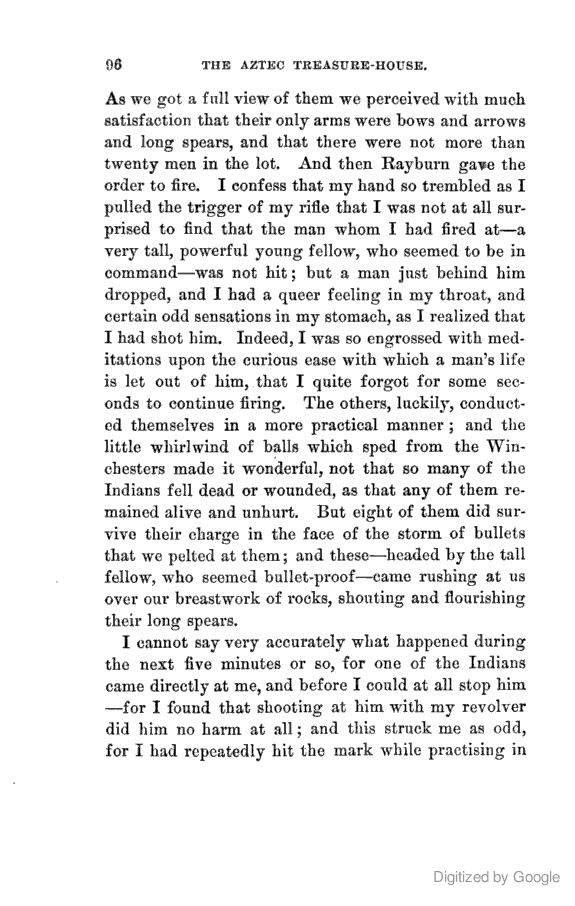 96 THE AZTEC TREASURE-HOUSE.
As we got a full view of them we perceived with much
satisfaction that their only arms were bows and arrows
and long spears, and that there were not more than
twenty men in the lot. And then Rayburn gave the
order to fire. I confess that my hand so trembled as I
pulled the trigger of my rifle that I was not at all sur-
prised to find that the man whom I had fired at—a
very tall, powerful young fellow, who seemed to be in
command—was not hit; but a man just behind him
dropped, and I had a queer feeling in my throat, and
certain odd sensations in my stomach, as I realized that
I had shot him. Indeed, I was so engrossed with med-
itations upon the curious ease with which a man's life
is let out of him, that I quite forgot for some sec-
onds to continue firing. The others, luckily, conduct-
ed themselves in a more practical manner; and the
little whirlwind of balls which sped from the Win-
chesters made it wonderful, not that so many of the
Indians fell dead or wounded, as that any of them re-
mained alive and unhurt. But eight of them did sur-
vive their charge in the face of the storm of bullets
that we pelted at them; and these—headed by the tall
fellow, who seemed bullet-proof—came rushing at us
over our breastwork of rocks, shouting and flourishing
their long spears.
I cannot say very accurately what happened during
the next five minutes or so, for one of the Indians
came directly at me, and before I could at all stop him
—for I found that shooting at him with my revolver
did him no harm at all; and this struck me as odd,
for I had repeatedly hit the mark while practising in
Digitized by Google